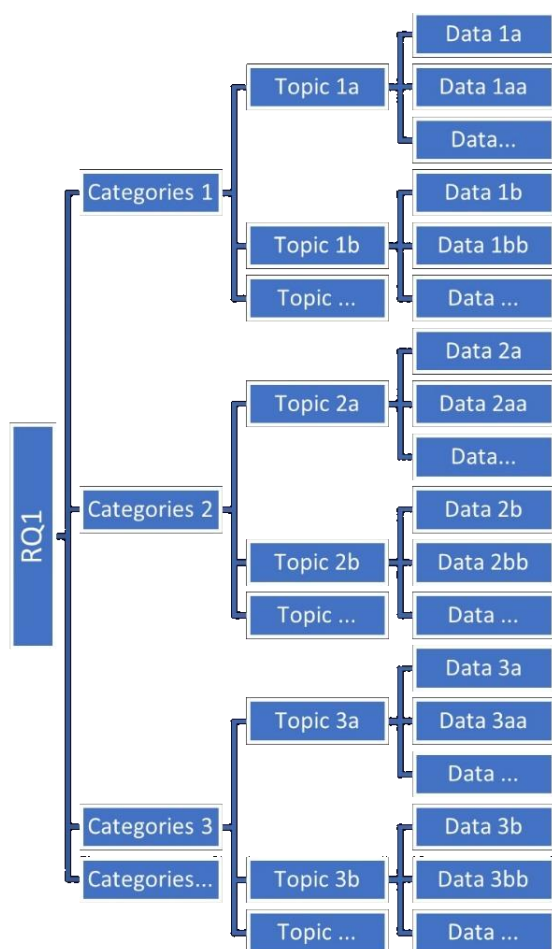 RQ1
Categories 1
Topic 1a
Data 1a
Data 1aa
Data...
Topic 1b
Data 1b
Data 1bb
Data ...
Topic ...
Categories 2
Topic 2a
Data 2a
Data 2aa
Data...
Topic 2b
Data 2b
Data 2bb
Data ...
Topic ...
Categories 3
Topic 3a
Data 3a
Data 3aa
Data ...
Topic 3b
Data 3b
Data 3bb
Data ...
Topic ...
Categories...